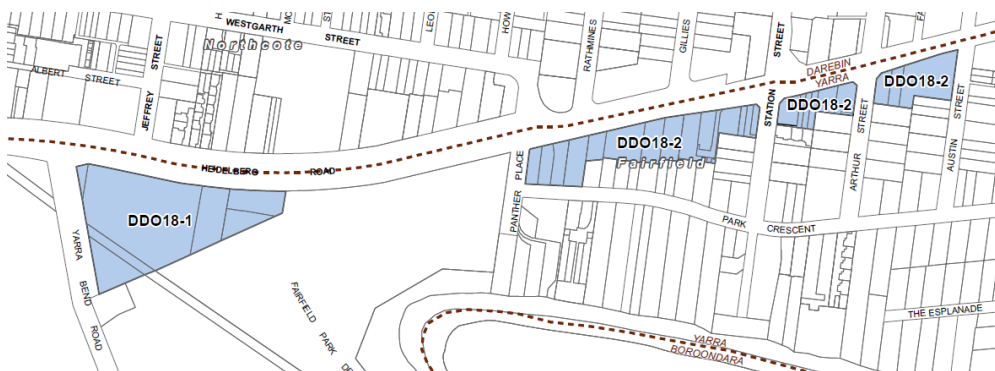 WESTGARTH
STREET
Northcote
ALBERT
STREET
JEFFREY
STREET
HOW
RATHMINES
GILLIES
STREET
DAREBIN
YARRA
DDO18-2
DDO18-2
DDO18-2
Fairfield
STATION
ARTHUR
STREET
AUSTIN
STREET
HEIDELBERG
ROAD
DDO18-1
PANTHER
PLACE
PARK
CRESCENT
YARRA
BEND
ROAD
FAIRFIELD
PARK
THE ESPLANADE
YARRA
BOROONDARA